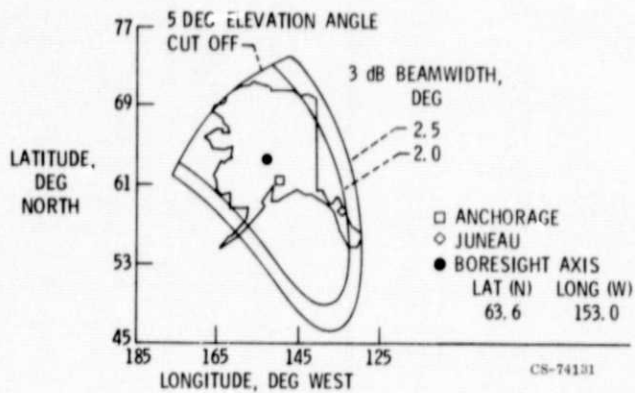 5 DEC ELEVATION ANGLE
CUT OFF
3 dB BEAMWIDTH,
DEG
2.5
2.0
LATITUDE,
DEG
NORTH
77
69
61
53
45
185
165
145
125
LONGITUDE, DEG WEST
□ ANCHORAGE
◇ JUNEAU
● BORESIGHT AXIS
LAT (N) LONG (W)
63.6 153.0
CS-74131